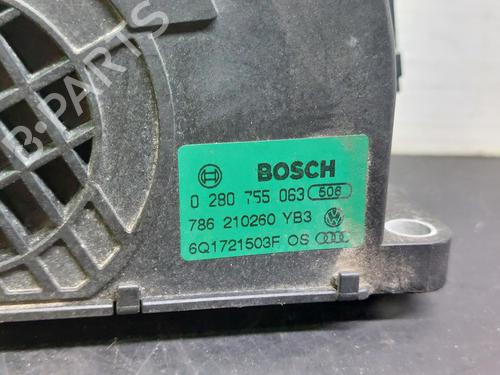 B-PARTS
BOSCH
0 280 755 063 506
786 210260 YB3
6Q1721503F OS